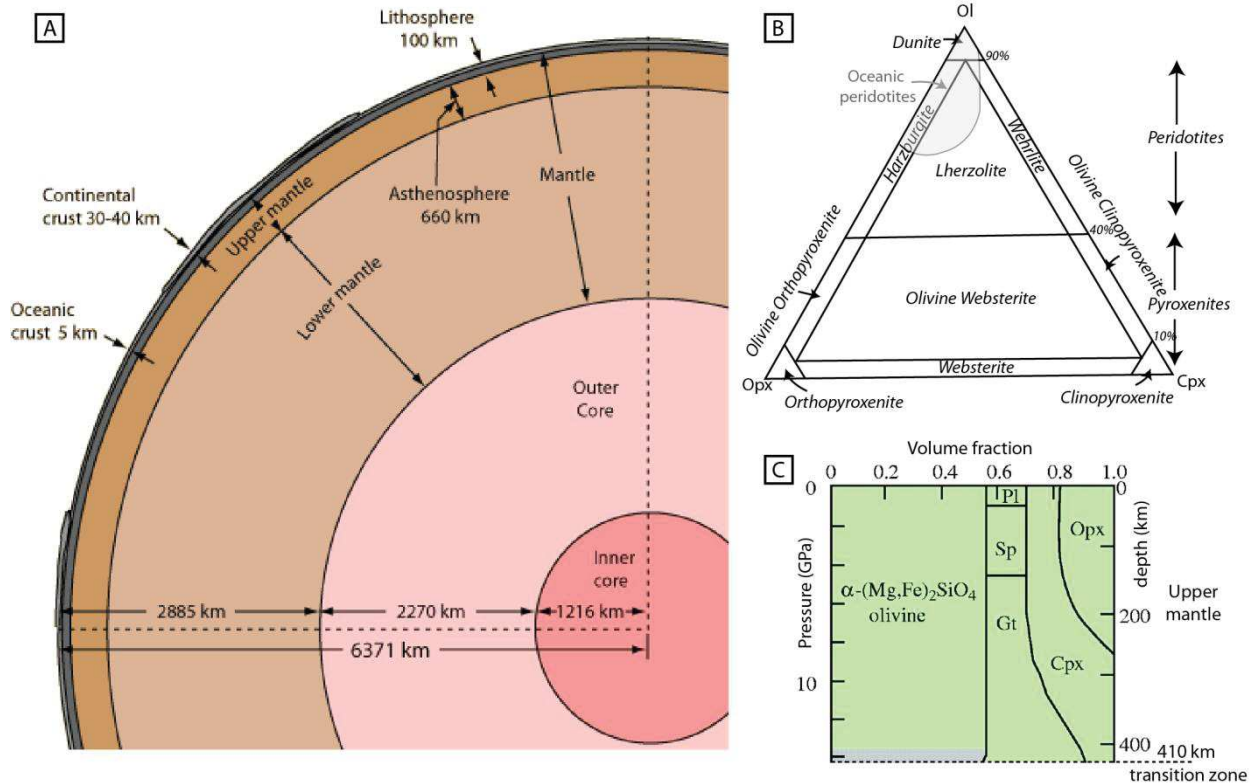 A
Lithosphere
100 km
Continental
crust 30-40 km
Oceanic
crust 5 km
Upper mantle
Asthenosphere
660 km
Mantle
Lower mantle
Outer
Core
Inner
core
2885 km
2270 km
1216 km
6371 km
B
Ol
Dunite
90%
Oceanic
peridotites
Harzburgite
Wehrlite
Lherzolite
Peridotites
Olivine Orthopyroxenite
Olivine Clinopyroxenite
40%
Olivine Websterite
Pyroxenites
10%
Websterite
Opx
Cpx
Orthopyroxenite
Clinopyroxenite
C
Volume fraction
0 0.2 0.4 0.6 0.8 1.0
0
Pl
0
Opx
Sp
Pressure (GPa)
depth (km)
α-(Mg,Fe)₂SiO₄
olivine
Upper
mantle
200
Gt
Cpx
10
400
410 km
transition zone